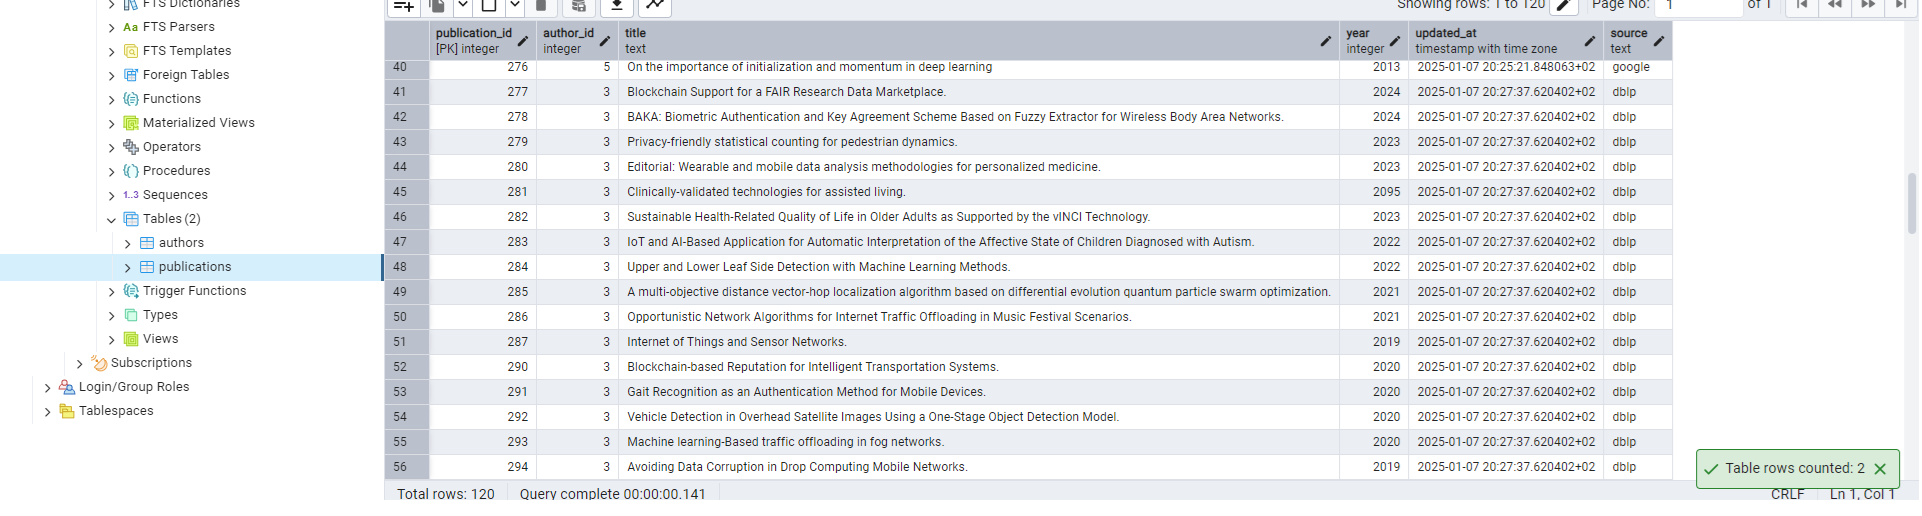 FTS Dictionaries
Aa FTS Parsers
FTS Templates
Foreign Tables
Functions
Materialized Views
Operators
Procedures
1..3 Sequences
Tables (2)
authors
publications
Trigger Functions
Types
Views
Subscriptions
Login/Group Roles
Tablespaces
Showing rows: 1 to 120 Page No: 1 of 1
publication_id author_id title year updated_at source
[PK] integer integer text integer timestamp with time zone text
40 276 5 On the importance of initialization and momentum in deep learning 2013 2025-01-07 20:25:21.848063+02 google
41 277 3 Blockchain Support for a FAIR Research Data Marketplace. 2024 2025-01-07 20:27:37.620402+02 dblp
42 278 3 BAKA: Biometric Authentication and Key Agreement Scheme Based on Fuzzy Extractor for Wireless Body Area Networks. 2024 2025-01-07 20:27:37.620402+02 dblp
43 279 3 Privacy-friendly statistical counting for pedestrian dynamics. 2023 2025-01-07 20:27:37.620402+02 dblp
44 280 3 Editorial: Wearable and mobile data analysis methodologies for personalized medicine. 2023 2025-01-07 20:27:37.620402+02 dblp
45 281 3 Clinically-validated technologies for assisted living. 2095 2025-01-07 20:27:37.620402+02 dblp
46 282 3 Sustainable Health-Related Quality of Life in Older Adults as Supported by the vINCI Technology. 2023 2025-01-07 20:27:37.620402+02 dblp
47 283 3 IoT and AI-Based Application for Automatic Interpretation of the Affective State of Children Diagnosed with Autism. 2022 2025-01-07 20:27:37.620402+02 dblp
48 284 3 Upper and Lower Leaf Side Detection with Machine Learning Methods. 2022 2025-01-07 20:27:37.620402+02 dblp
49 285 3 A multi-objective distance vector-hop localization algorithm based on differential evolution quantum particle swarm optimization. 2021 2025-01-07 20:27:37.620402+02 dblp
50 286 3 Opportunistic Network Algorithms for Internet Traffic Offloading in Music Festival Scenarios. 2021 2025-01-07 20:27:37.620402+02 dblp
51 287 3 Internet of Things and Sensor Networks. 2019 2025-01-07 20:27:37.620402+02 dblp
52 290 3 Blockchain-based Reputation for Intelligent Transportation Systems. 2020 2025-01-07 20:27:37.620402+02 dblp
53 291 3 Gait Recognition as an Authentication Method for Mobile Devices. 2020 2025-01-07 20:27:37.620402+02 dblp
54 292 3 Vehicle Detection in Overhead Satellite Images Using a One-Stage Object Detection Model. 2020 2025-01-07 20:27:37.620402+02 dblp
55 293 3 Machine learning-Based traffic offloading in fog networks. 2020 2025-01-07 20:27:37.620402+02 dblp
56 294 3 Avoiding Data Corruption in Drop Computing Mobile Networks. 2019 2025-01-07 20:27:37.620402+02 dblp
Table rows counted: 2
Total rows: 120 Query complete 00:00:00.141 CRLF Ln 1, Col 1